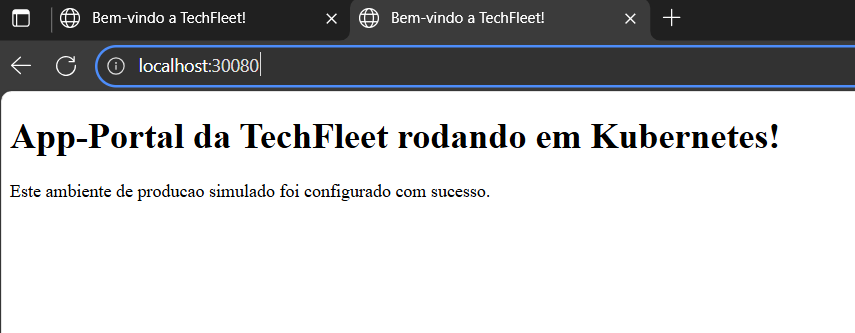 Bem-vindo a TechFleet!
Bem-vindo a TechFleet!
localhost:30080
App-Portal da TechFleet rodando em Kubernetes!
Este ambiente de producao simulado foi configurado com sucesso.